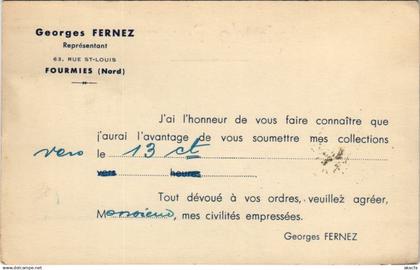 Georges FERNEZ
Représentant
63, RUE ST-LOUIS
FOURMIES (Nord)
J'ai l'honneur de vous faire connaître que
j'aurai l'avantage de vous soumettre mes collections
vers le 13 ct
vers heures
Tout dévoué à vos ordres, veuillez agréer,
Monsieur, mes civilités empressées.
Georges FERNEZ